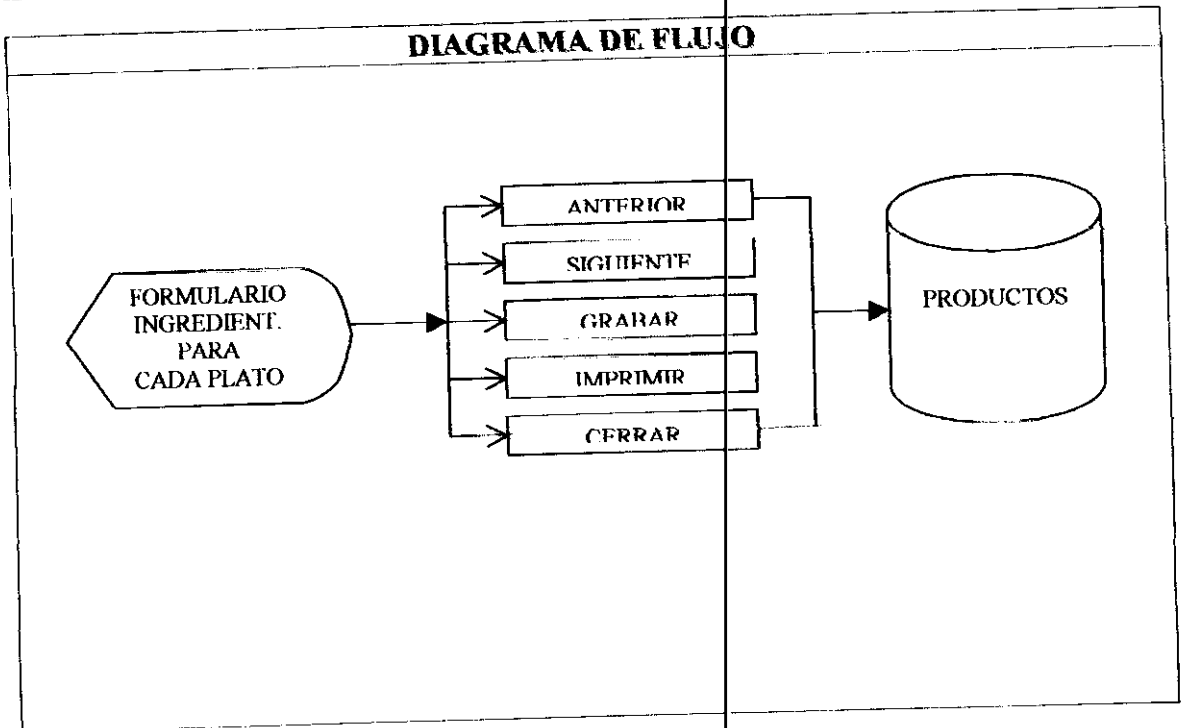 DIAGRAMA DE FLUJO
FORMULARIO
INGREDIENT.
PARA
CADA PLATO
ANTERIOR
SIGUIENTE
GRABAR
IMPRIMIR
CERRAR
PRODUCTOS